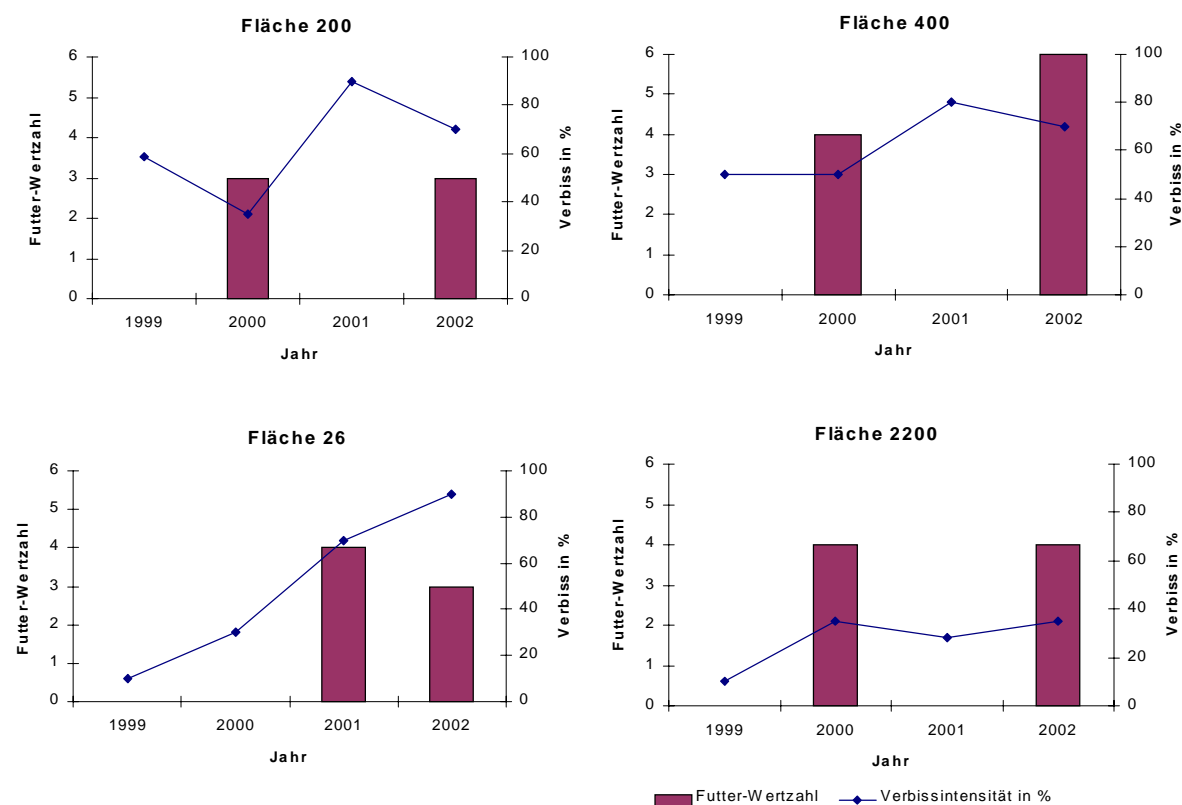 Fläche 200
6
5
4
3
2
1
0
Futter-Wertzahl
100
80
60
40
20
0
Verbiss in %
1999 2000 2001 2002
Jahr
Fläche 400
6
5
4
3
2
1
0
Futter-Wertzahl
100
80
60
40
20
0
Verbiss in %
1999 2000 2001 2002
Jahr
Fläche 26
6
5
4
3
2
1
0
Futter-Wertzahl
100
80
60
40
20
0
Verbiss in %
1999 2000 2001 2002
Jahr
Fläche 2200
6
5
4
3
2
1
0
Futter-Wertzahl
100
80
60
40
20
0
Verbiss in %
1999 2000 2001 2002
Jahr
Futter-Wertzahl Verbissintensität in %